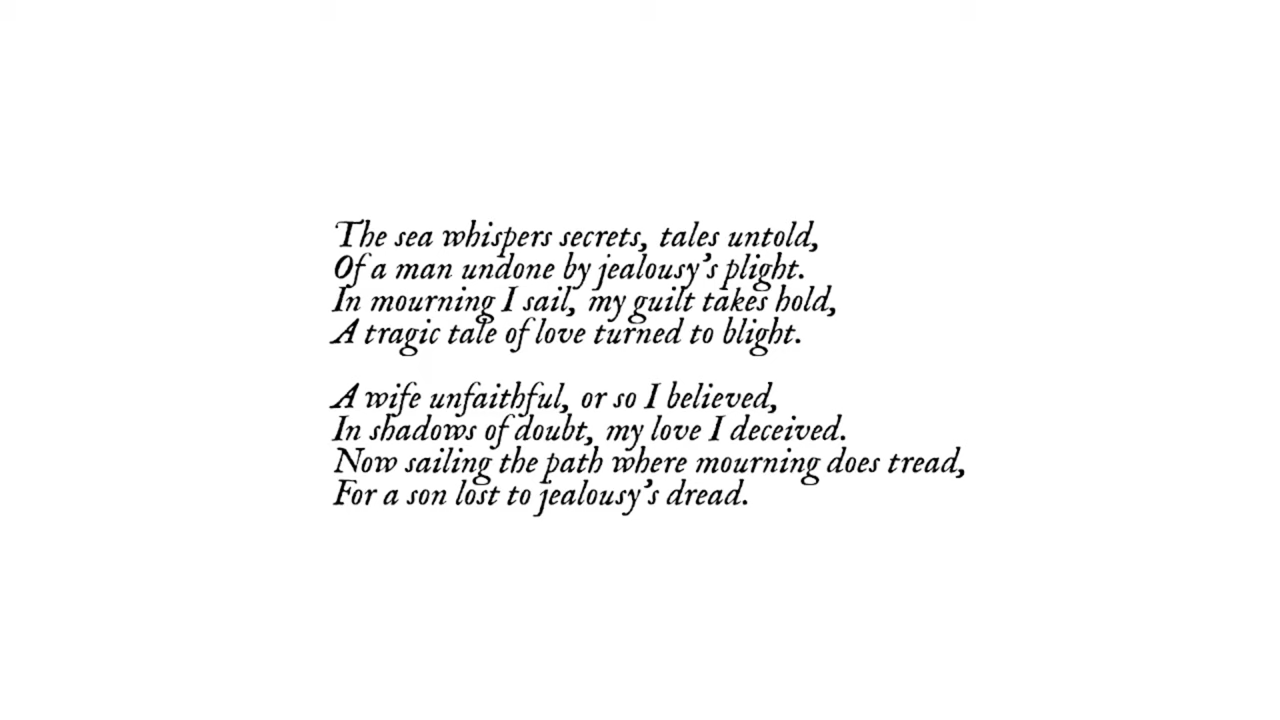 The sea whispers secrets, tales untold,
Of a man undone by jealousy's plight.
In mourning I sail, my guilt takes hold,
A tragic tale of love turned to blight.
A wife unfaithful, or so I believed,
In shadows of doubt, my love I deceived.
Now sailing the path where mourning does tread,
For a son lost to jealousy's dread.